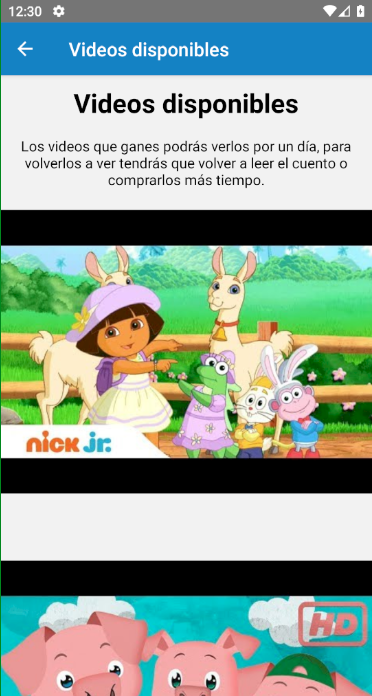 12:30
Videos disponibles
Videos disponibles
Los videos que ganes podrás verlos por un día, para
volverlos a ver tendrás que volver a leer el cuento o
comprarlos más tiempo.
nick jr.
HD